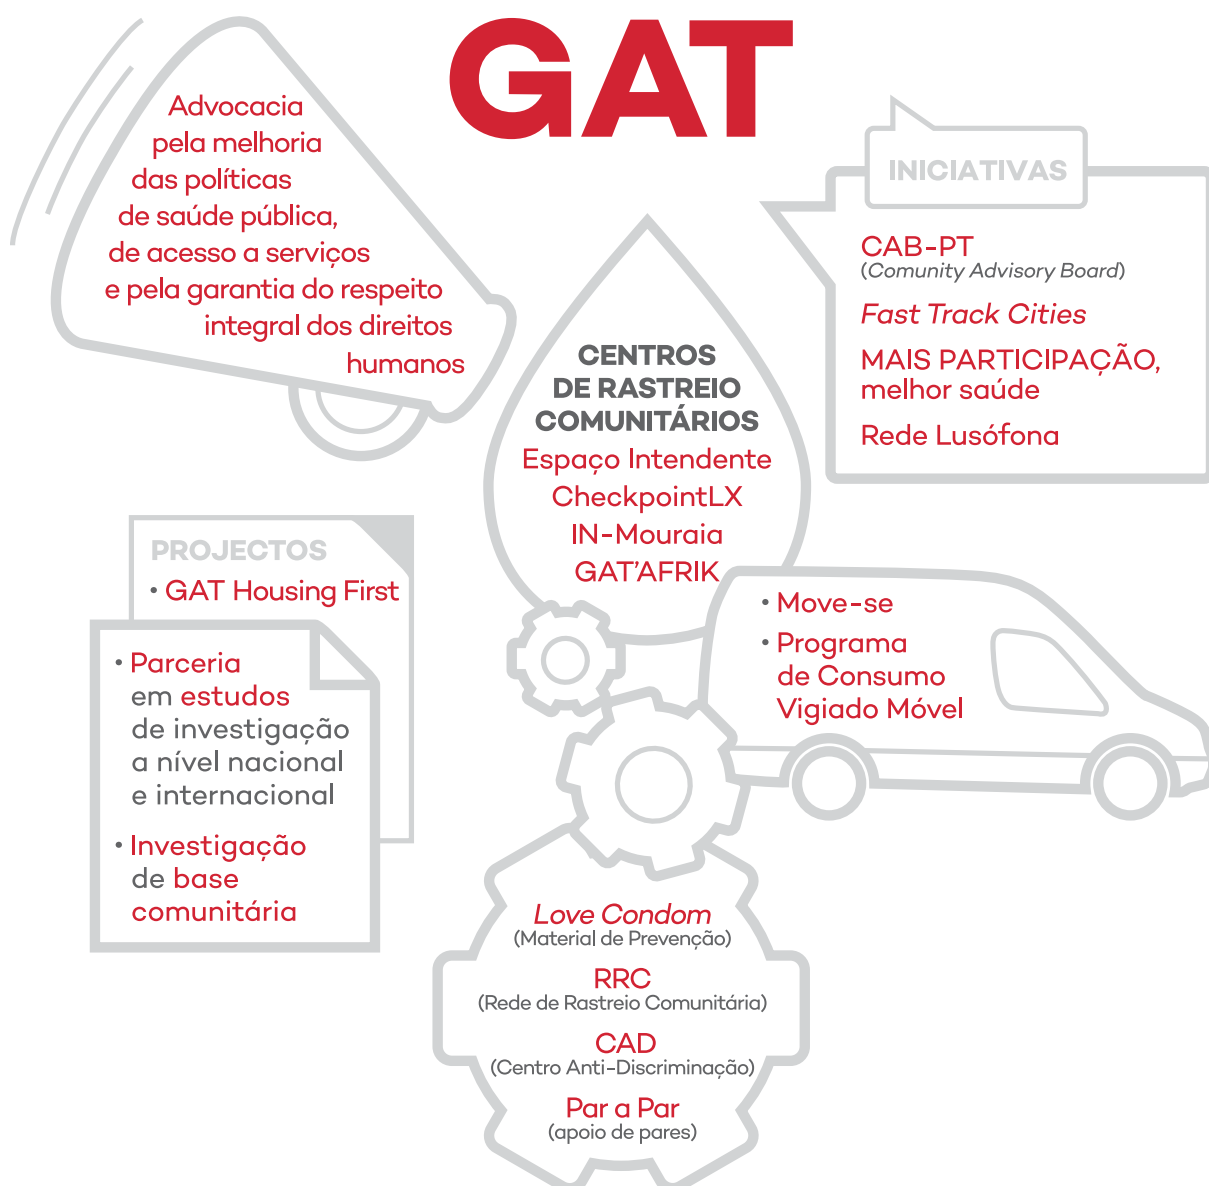 GAT
Advocacia
pela melhoria
das políticas
de saúde pública,
de acesso a serviços
e pela garantia do respeito
integral dos direitos
humanos
INICIATIVAS
CAB-PT
(Comunity Advisory Board)
Fast Track Cities
MAIS PARTICIPAÇÃO,
melhor saúde
Rede Lusófona
CENTROS
DE RASTREIO
COMUNITÁRIOS
Espaço Intendente
CheckpointLX
IN-Mouraia
GAT'AFRIK
PROJECTOS
• GAT Housing First
• Parceria
em estudos
de investigação
a nível nacional
e internacional
• Investigação
de base
comunitária
• Move-se
• Programa
de Consumo
Vigiado Móvel
Love Condom
(Material de Prevenção)
RRC
(Rede de Rastreio Comunitária)
CAD
(Centro Anti-Discriminação)
Par a Par
(apoio de pares)